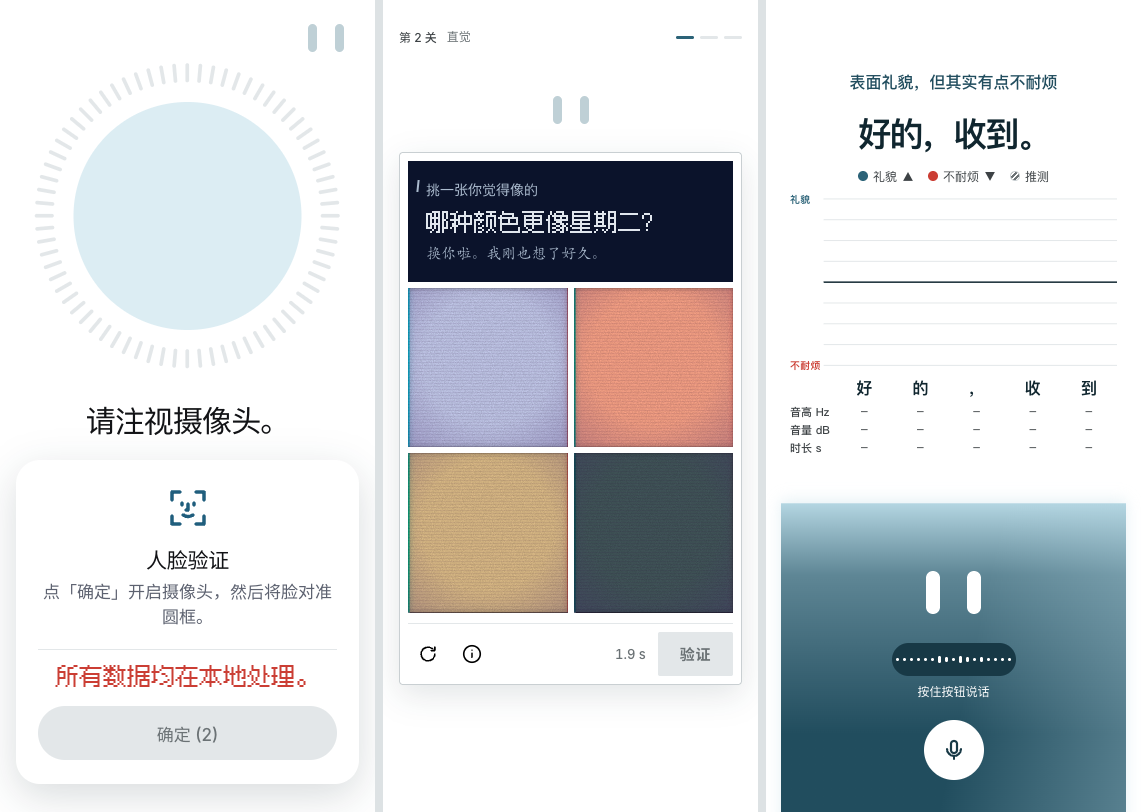 请注视摄像头。
人脸验证
点「确定」开启摄像头，然后将脸对准
圆框。
所有数据均在本地处理。
确定 (2)
第 2 关 直觉
挑一张你觉得像的
哪种颜色更像星期二?
换你啦。我刚也想了好久。
1.9 s
验证
表面礼貌，但其实有点不耐烦
好的，收到。
礼貌 ▲ 不耐烦 ▼ 推测
礼貌
不耐烦
好 的 ， 收 到
音高 Hz – – – – –
音量 dB – – – – –
时长 s – – – – –
按住按钮说话